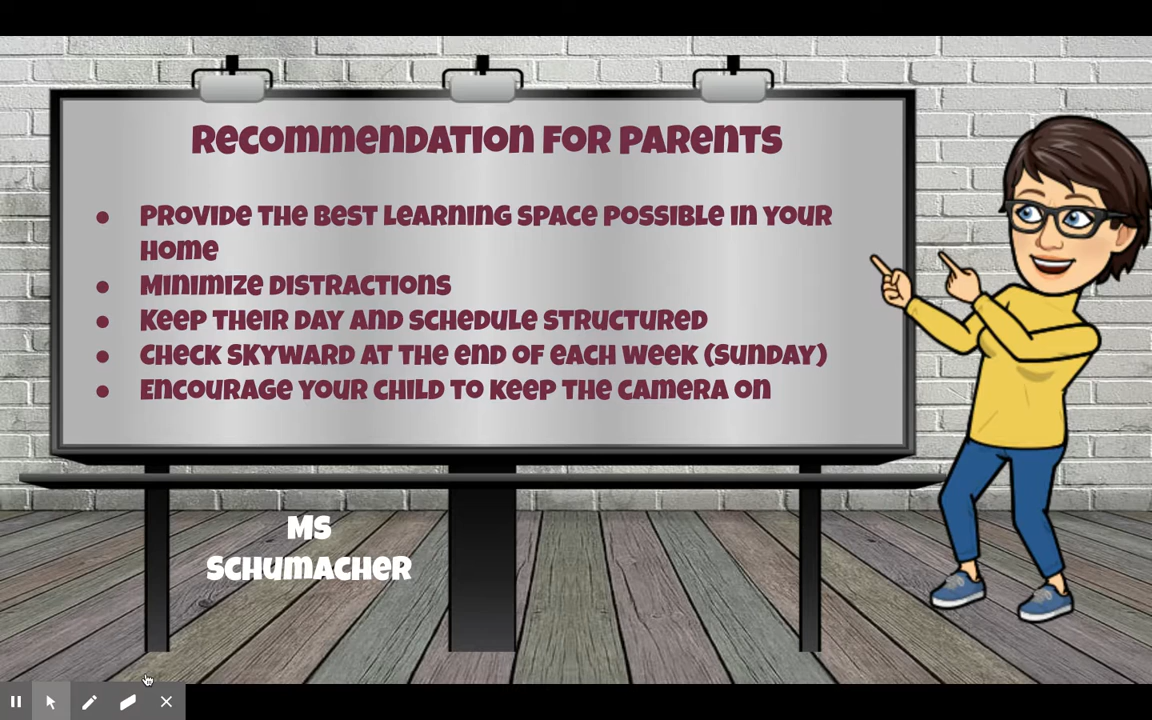 Recommendation for Parents
● Provide the best learning space possible in your
home
● Minimize distractions
● Keep their day and schedule structured
● Check Skyward at the end of each week (Sunday)
● Encourage your child to keep the camera on
Ms
Schumacher